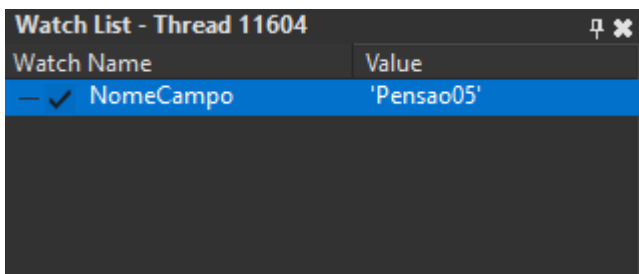 Watch List - Thread 11604
Watch Name Value
NomeCampo 'Pensao05'